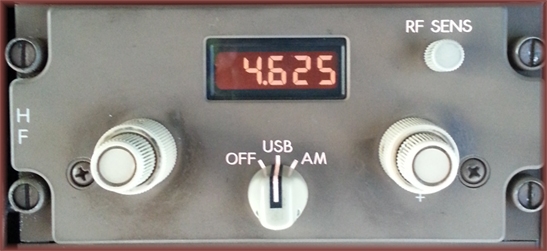 RF SENS
4.625
H
F
USB
OFF AM
+